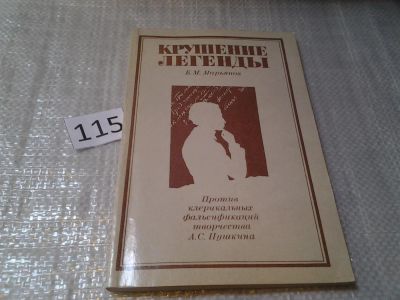 КРУШЕНИЕ
ЛЕГЕНДЫ
Б.М. Марьянов
115
Против
клерикальных
фальсификаций
творчества
А.С. Пушкина